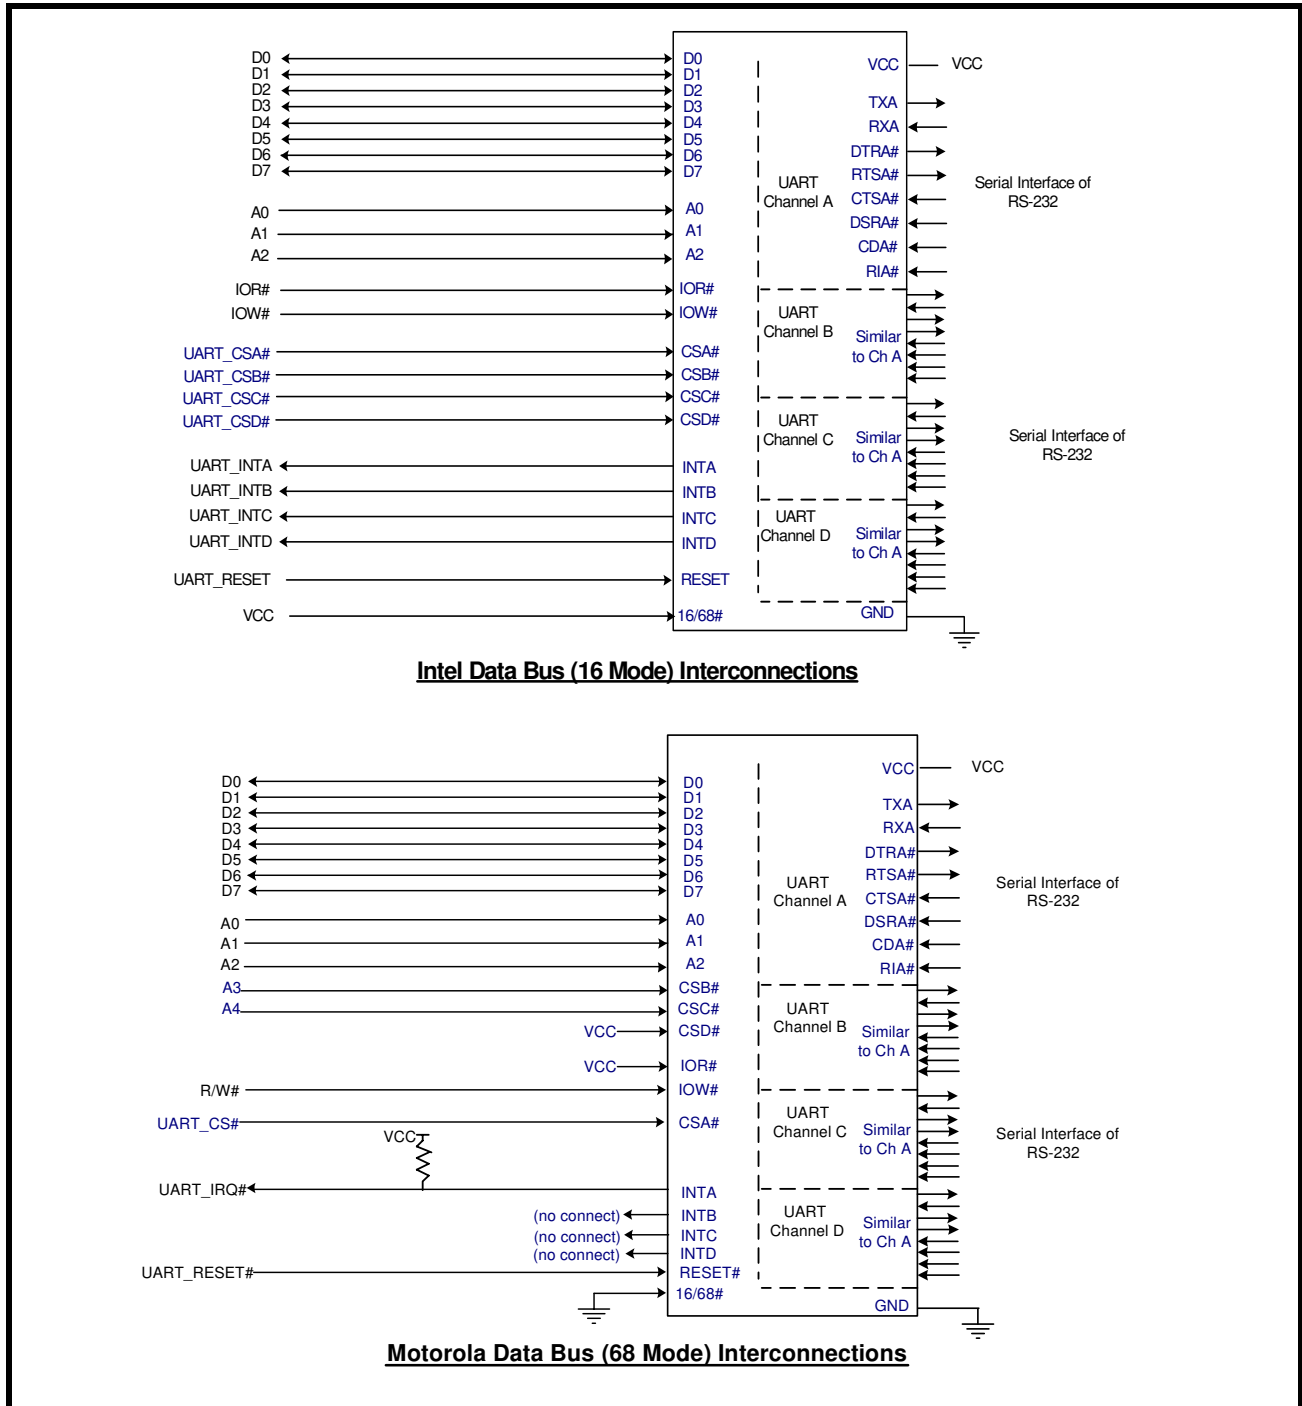 D0 D0 VCC VCC
D1 D1
D2 D2
D3 D3 TXA
D4 D4 RXA
D5 D5 DTRA#
D6 D6
D7 D7 RTSA#
UART
Channel A
Serial Interface of
RS-232
CTSA#
A0 A0 DSRA#
A1 A1
A2 A2 CDA#
RIA#
IOR# IOR#
IOW# IOW#
UART
Channel B
Similar
to Ch A
UART_CSA# CSA#
UART_CSB# CSB#
UART_CSC# CSC#
UART_CSD# CSD#
UART
Channel C
Similar
to Ch A
Serial Interface of
RS-232
UART_INTA INTA
UART_INTB INTB
UART_INTC INTC
UART_INTD INTD
UART
Channel D
Similar
to Ch A
UART_RESET RESET
VCC 16/68# GND
Intel Data Bus (16 Mode) Interconnections
D0 D0 VCC VCC
D1 D1
D2 D2 TXA
D3 D3 RXA
D4 D4 DTRA#
D5 D5
D6 D6 RTSA#
D7 D7
UART
Channel A
Serial Interface of
RS-232
CTSA#
A0 A0 DSRA#
A1 A1 CDA#
A2 A2 RIA#
A3 CSB#
A4 CSC#
VCC CSD#
UART
Channel B
Similar
to Ch A
VCC IOR#
R/W# IOW#
UART_CS# CSA#
UART
Channel C
Similar
to Ch A
Serial Interface of
RS-232
VCC
UART_IRQ# INTA
(no connect) INTB
(no connect) INTC
(no connect) INTD
UART
Channel D
Similar
to Ch A
UART_RESET# RESET#
16/68#
GND
Motorola Data Bus (68 Mode) Interconnections